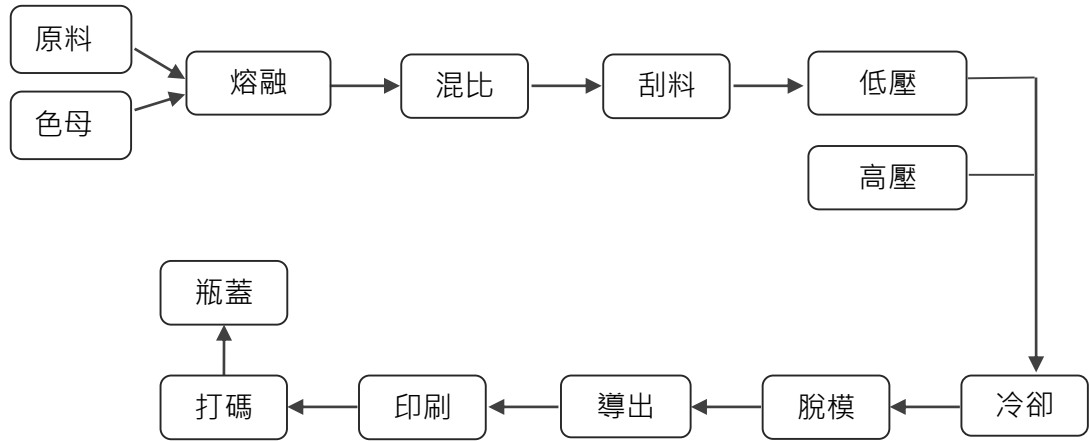 原料
色母
熔融
混比
刮料
低壓
高壓
冷卻
脫模
導出
印刷
打碼
瓶蓋